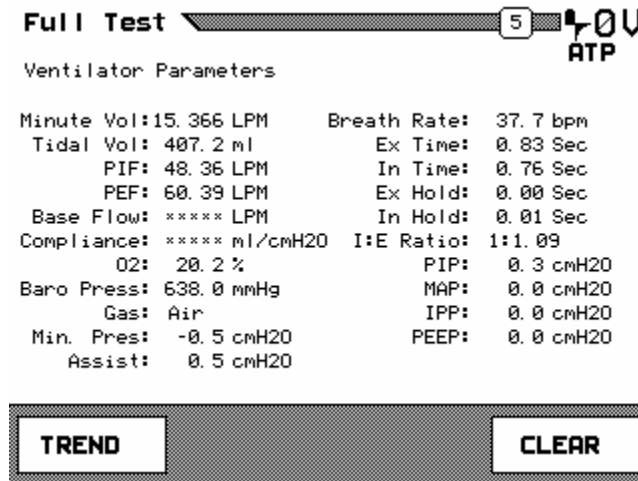 Full Test
5
0V
ATP
Ventilator Parameters
Minute Vol: 15.366 LPM Breath Rate: 37.7 bpm
Tidal Vol: 407.2 ml Ex Time: 0.83 Sec
PIF: 48.36 LPM In Time: 0.76 Sec
PEF: 60.39 LPM Ex Hold: 0.00 Sec
Base Flow: ××××× LPM In Hold: 0.01 Sec
Compliance: ××××× ml/cmH2O I:E Ratio: 1:1.09
O2: 20.2 % PIP: 0.3 cmH2O
Baro Press: 638.0 mmHg MAP: 0.0 cmH2O
Gas: Air IPP: 0.0 cmH2O
Min. Pres: -0.5 cmH2O PEEP: 0.0 cmH2O
Assist: 0.5 cmH2O
TREND CLEAR